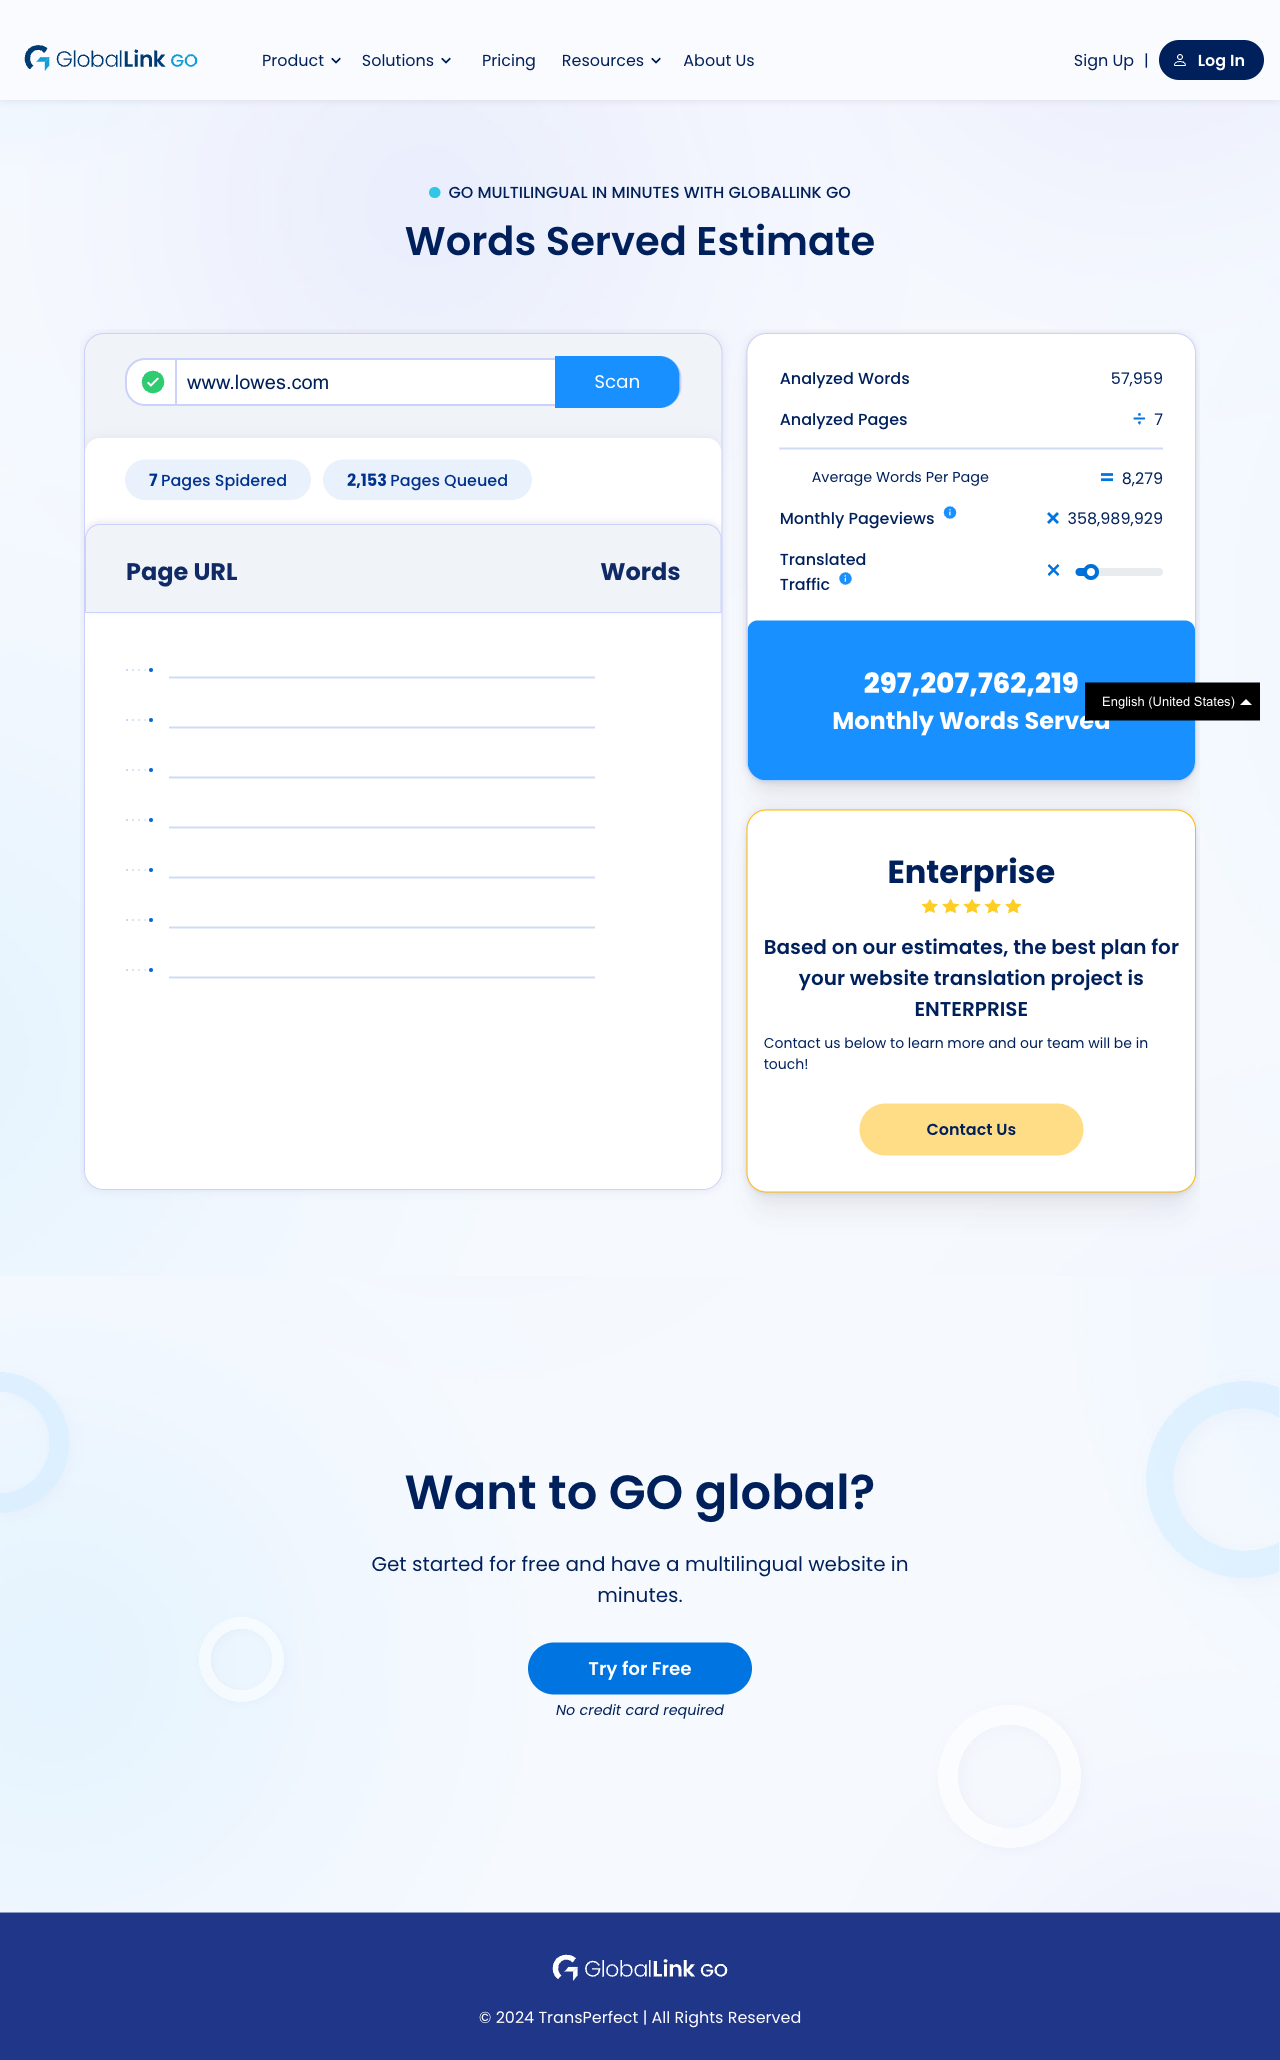 GlobalLink GO
Product
Solutions
Pricing
Resources
About Us
Sign Up |
Log In
GO MULTILINGUAL IN MINUTES WITH GLOBALLINK GO
Words Served Estimate
www.lowes.com
Scan
7 Pages Spidered
2,153 Pages Queued
Page URL
Words
Analyzed Words
57,959
Analyzed Pages
÷ 7
Average Words Per Page
= 8,279
Monthly Pageviews
× 358,989,929
Translated
Traffic
×
297,207,762,219
Monthly Words Served
English (United States)
Enterprise
Based on our estimates, the best plan for
your website translation project is
ENTERPRISE
Contact us below to learn more and our team will be in
touch!
Contact Us
Want to GO global?
Get started for free and have a multilingual website in
minutes.
Try for Free
No credit card required
GlobalLink GO
© 2024 TransPerfect | All Rights Reserved